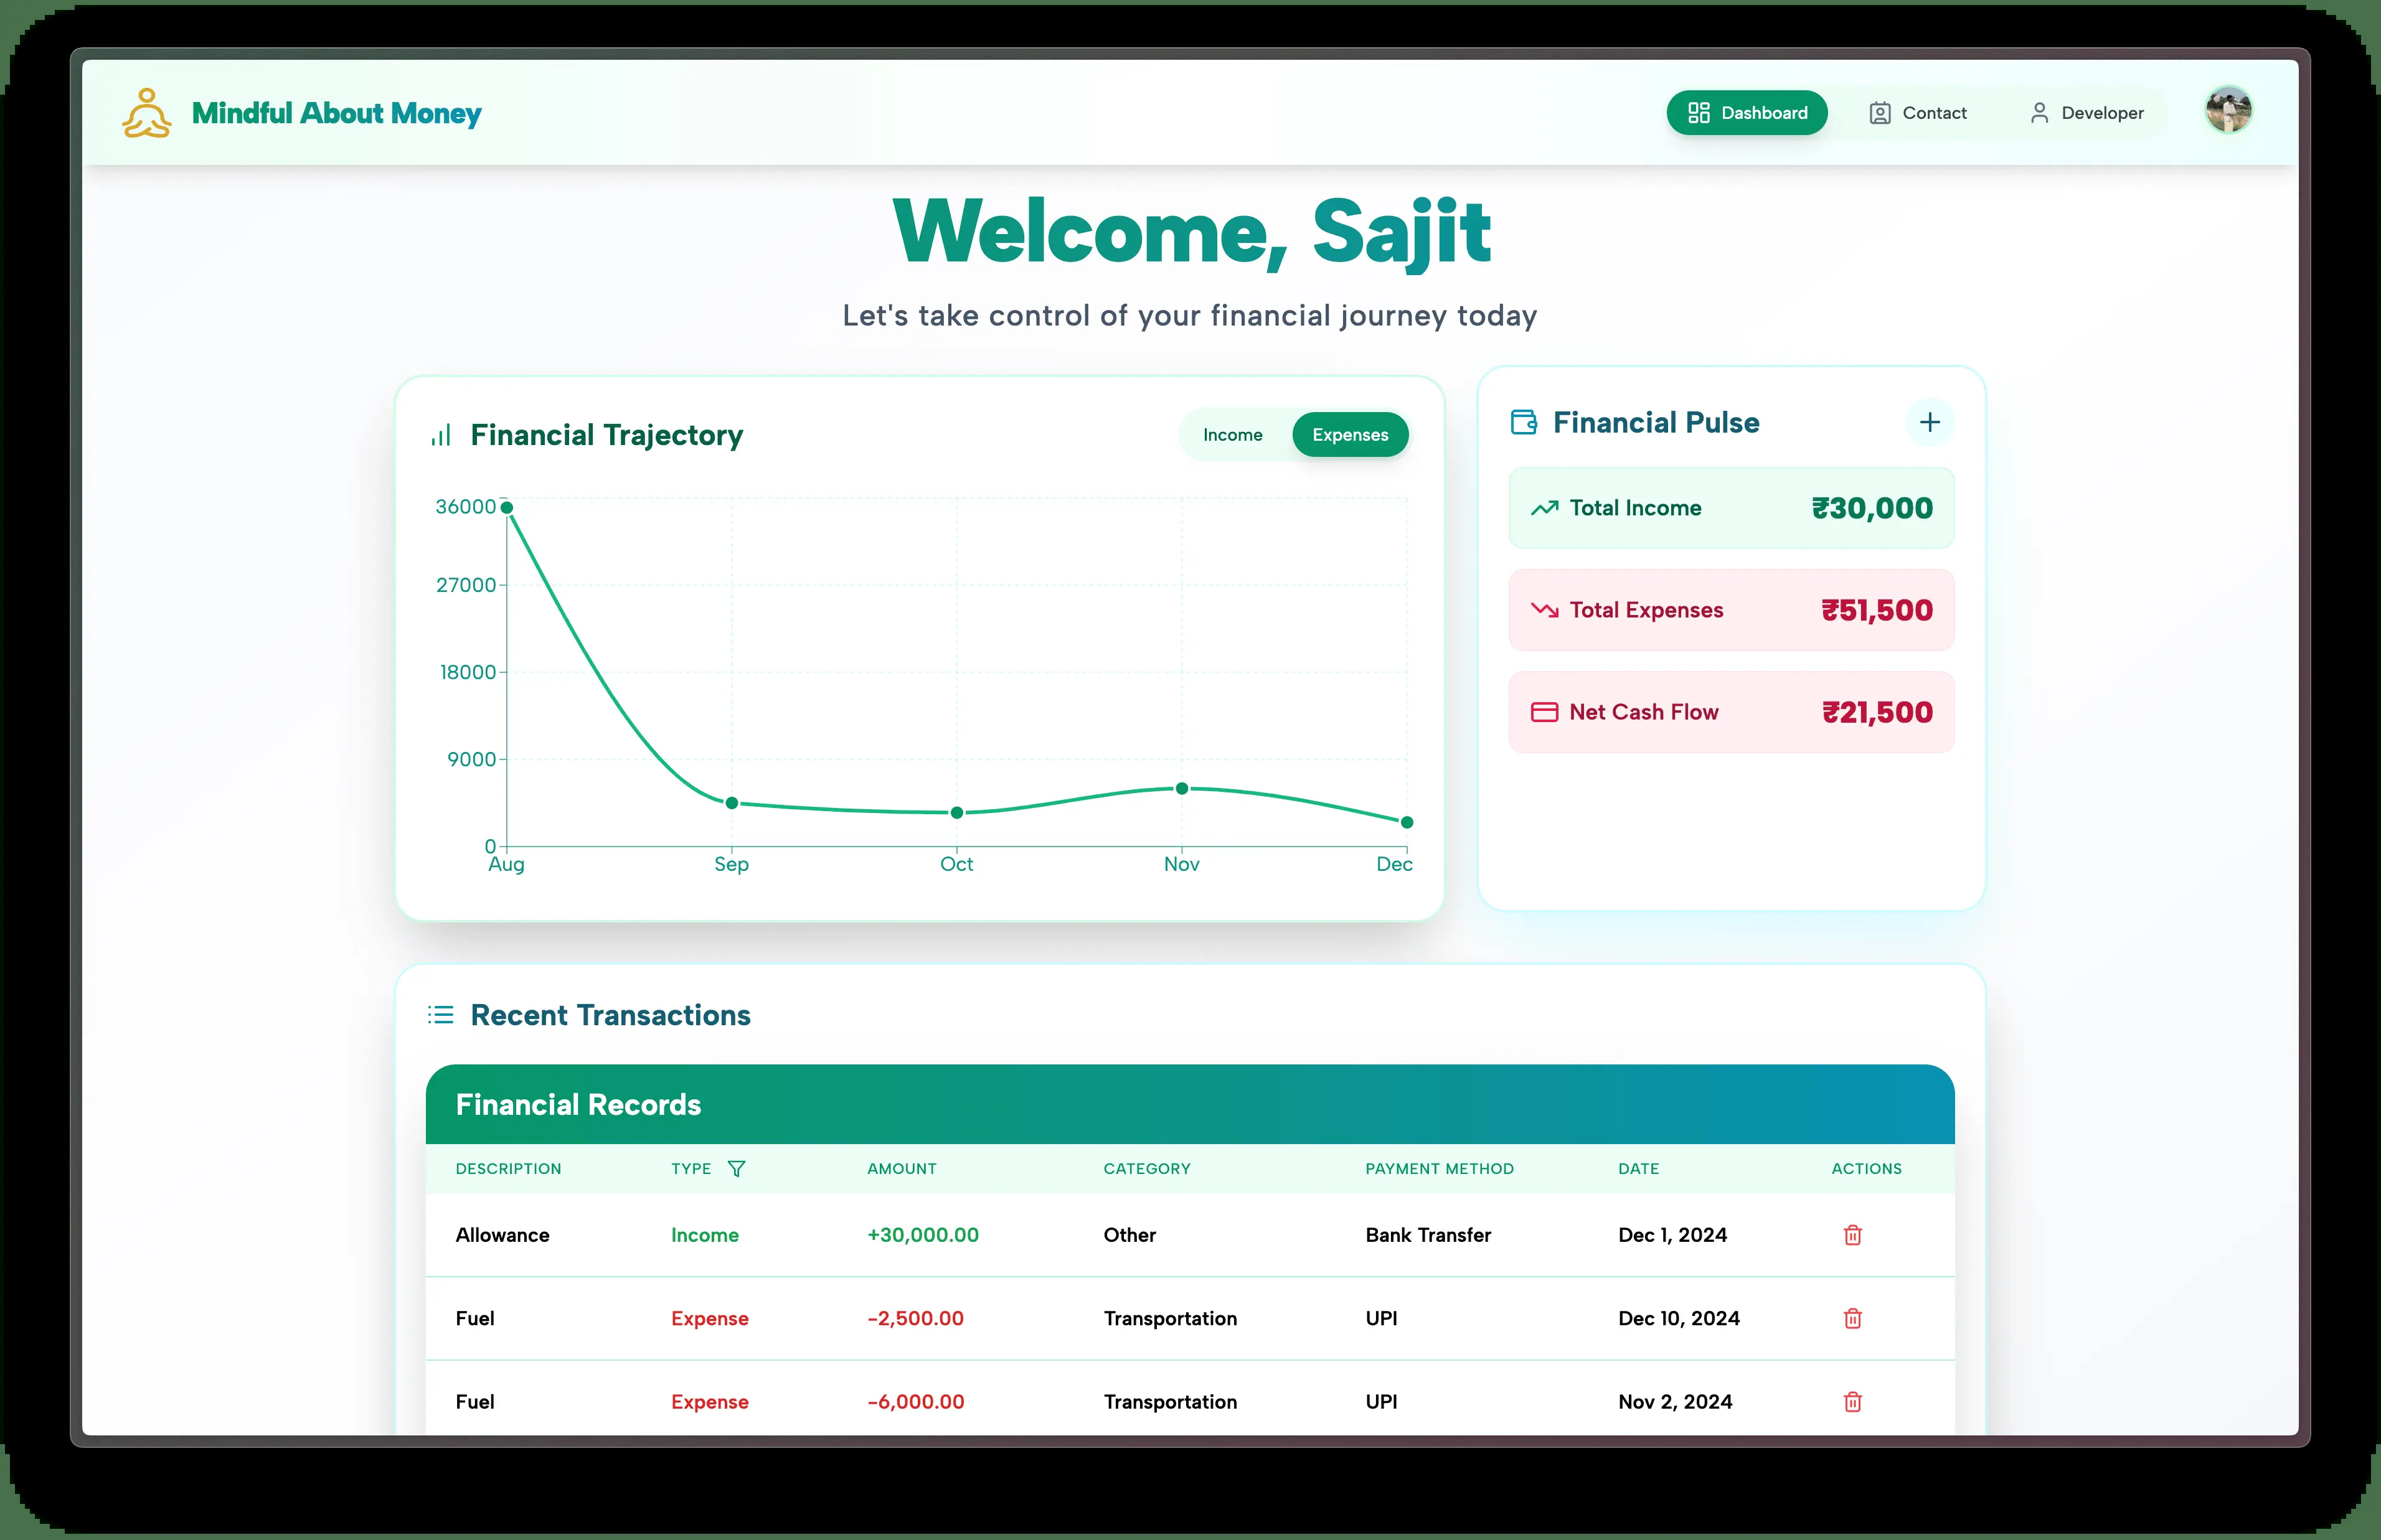 Mindful About Money
Dashboard
Contact
Developer
Welcome, Sajit
Let's take control of your financial journey today
Financial Trajectory
Income
Expenses
36000
27000
18000
9000
0
Aug Sep Oct Nov Dec
Financial Pulse
Total Income ₹30,000
Total Expenses ₹51,500
Net Cash Flow ₹21,500
Recent Transactions
Financial Records
DESCRIPTION TYPE AMOUNT CATEGORY PAYMENT METHOD DATE ACTIONS
Allowance Income +30,000.00 Other Bank Transfer Dec 1, 2024
Fuel Expense -2,500.00 Transportation UPI Dec 10, 2024
Fuel Expense -6,000.00 Transportation UPI Nov 2, 2024